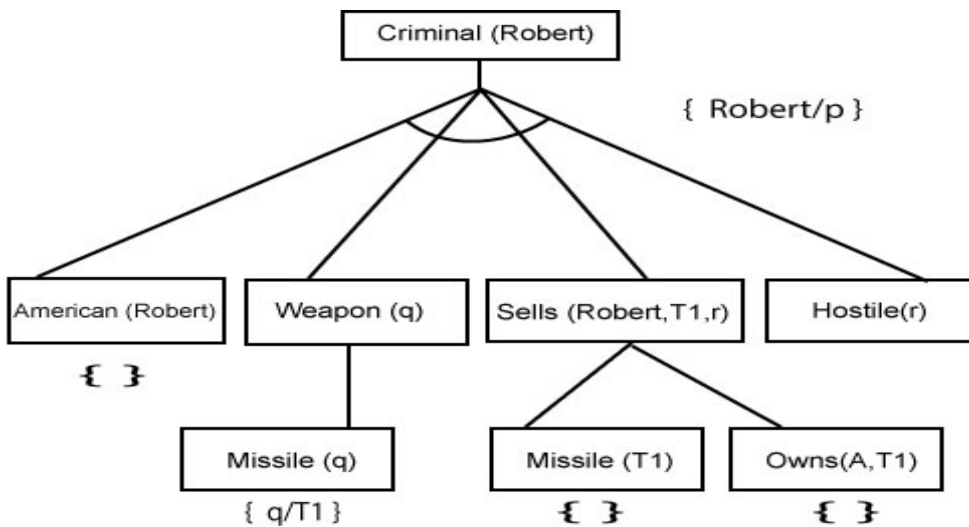 Criminal (Robert)
{ Robert/p }
American (Robert)
Weapon (q)
Sells (Robert,T1,r)
Hostile(r)
{ }
Missile (q)
Missile (T1)
Owns(A,T1)
{ q/T1 }
{ }
{ }